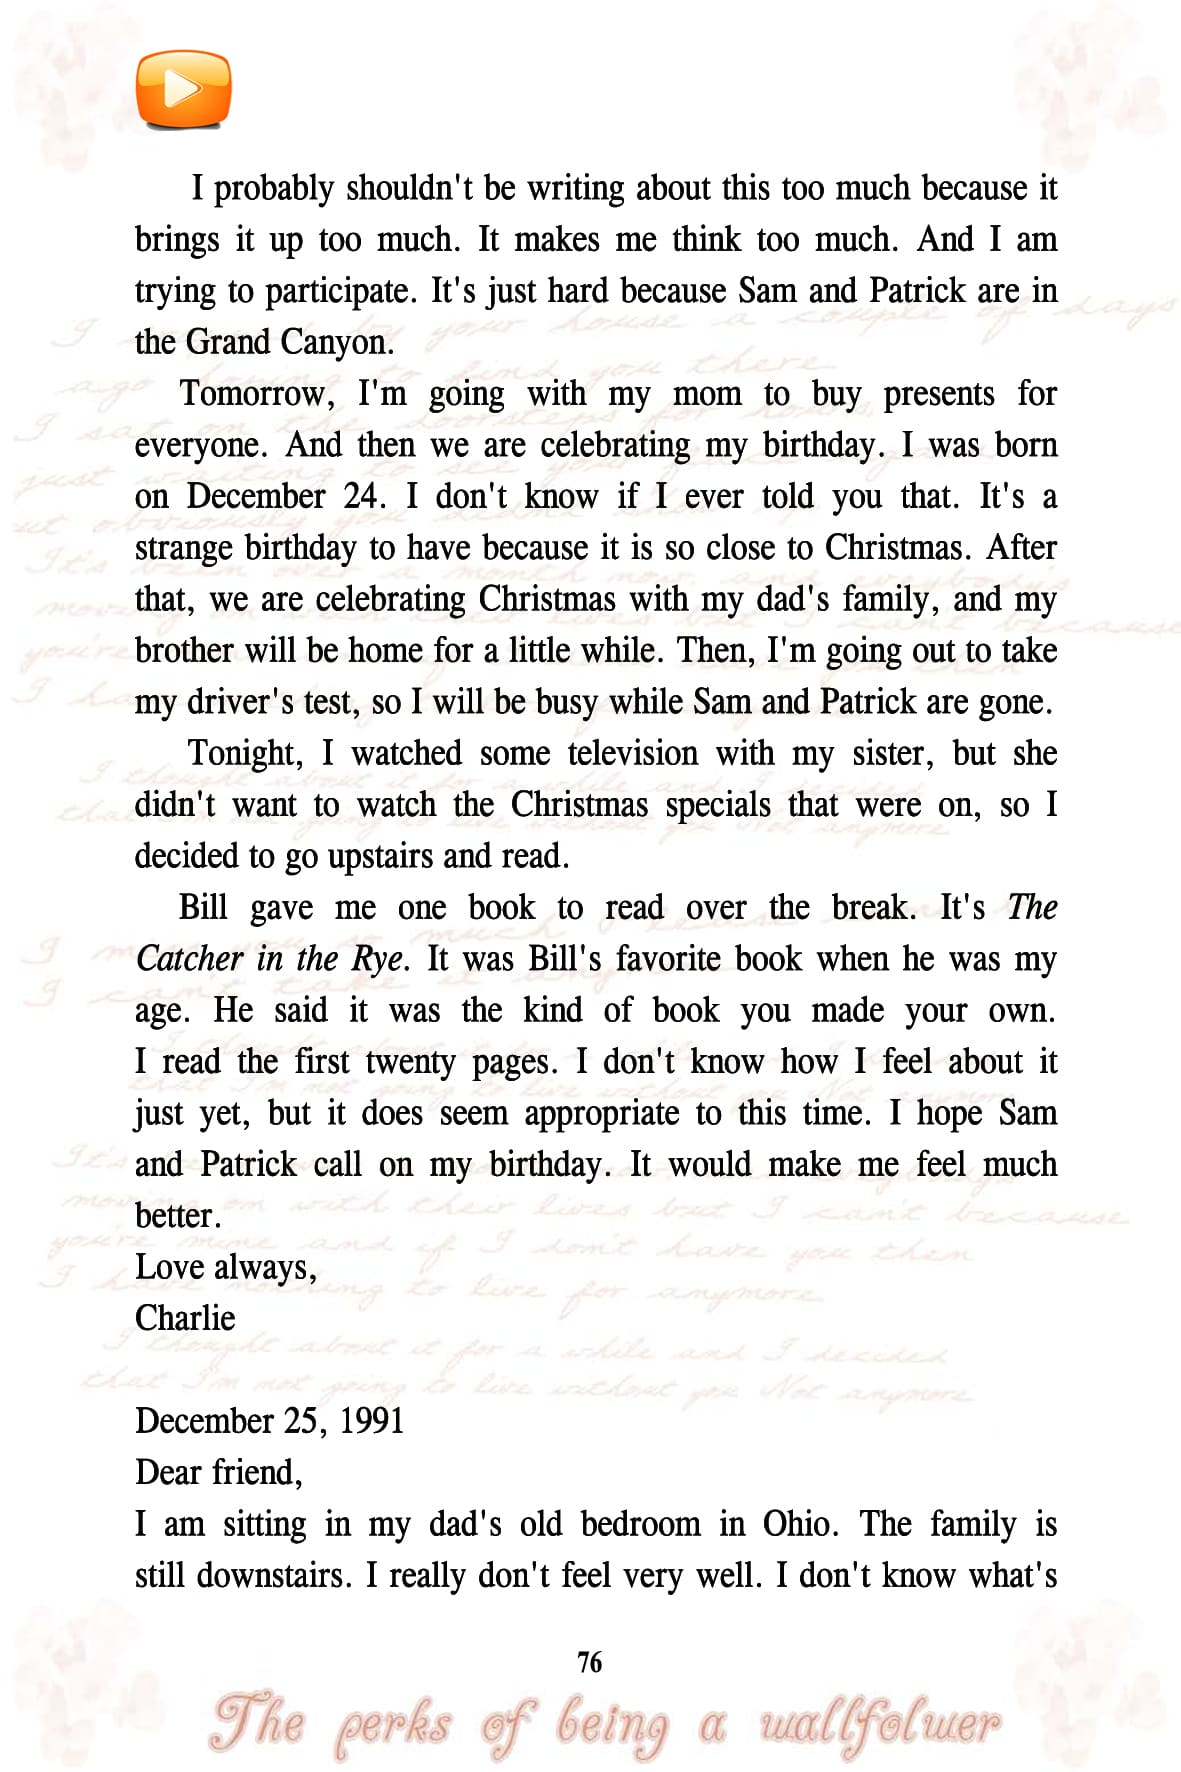 I probably shouldn't be writing about this too much because it
brings it up too much. It makes me think too much. And I am
trying to participate. It's just hard because Sam and Patrick are in
the Grand Canyon.
Tomorrow, I'm going with my mom to buy presents for
everyone. And then we are celebrating my birthday. I was born
on December 24. I don't know if I ever told you that. It's a
strange birthday to have because it is so close to Christmas. After
that, we are celebrating Christmas with my dad's family, and my
brother will be home for a little while. Then, I'm going out to take
my driver's test, so I will be busy while Sam and Patrick are gone.
Tonight, I watched some television with my sister, but she
didn't want to watch the Christmas specials that were on, so I
decided to go upstairs and read.
Bill gave me one book to read over the break. It's The
Catcher in the Rye. It was Bill's favorite book when he was my
age. He said it was the kind of book you made your own.
I read the first twenty pages. I don't know how I feel about it
just yet, but it does seem appropriate to this time. I hope Sam
and Patrick call on my birthday. It would make me feel much
better.
Love always,
Charlie
December 25, 1991
Dear friend,
I am sitting in my dad's old bedroom in Ohio. The family is
still downstairs. I really don't feel very well. I don't know what's
76
The perks of being a wallfolwer